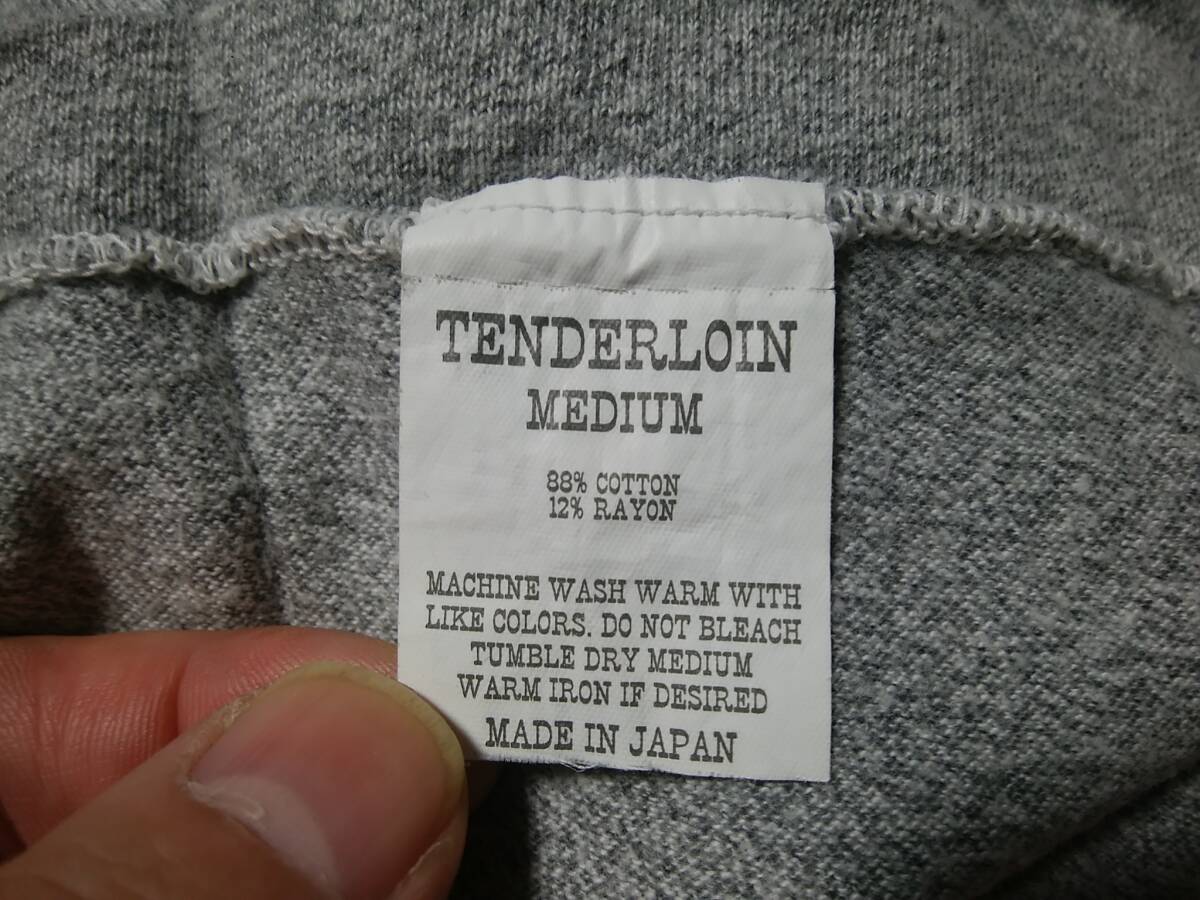 TENDERLOIN
MEDIUM
88% COTTON
12% RAYON
MACHINE WASH WARM WITH
LIKE COLORS. DO NOT BLEACH
TUMBLE DRY MEDIUM
WARM IRON IF DESIRED
MADE IN JAPAN